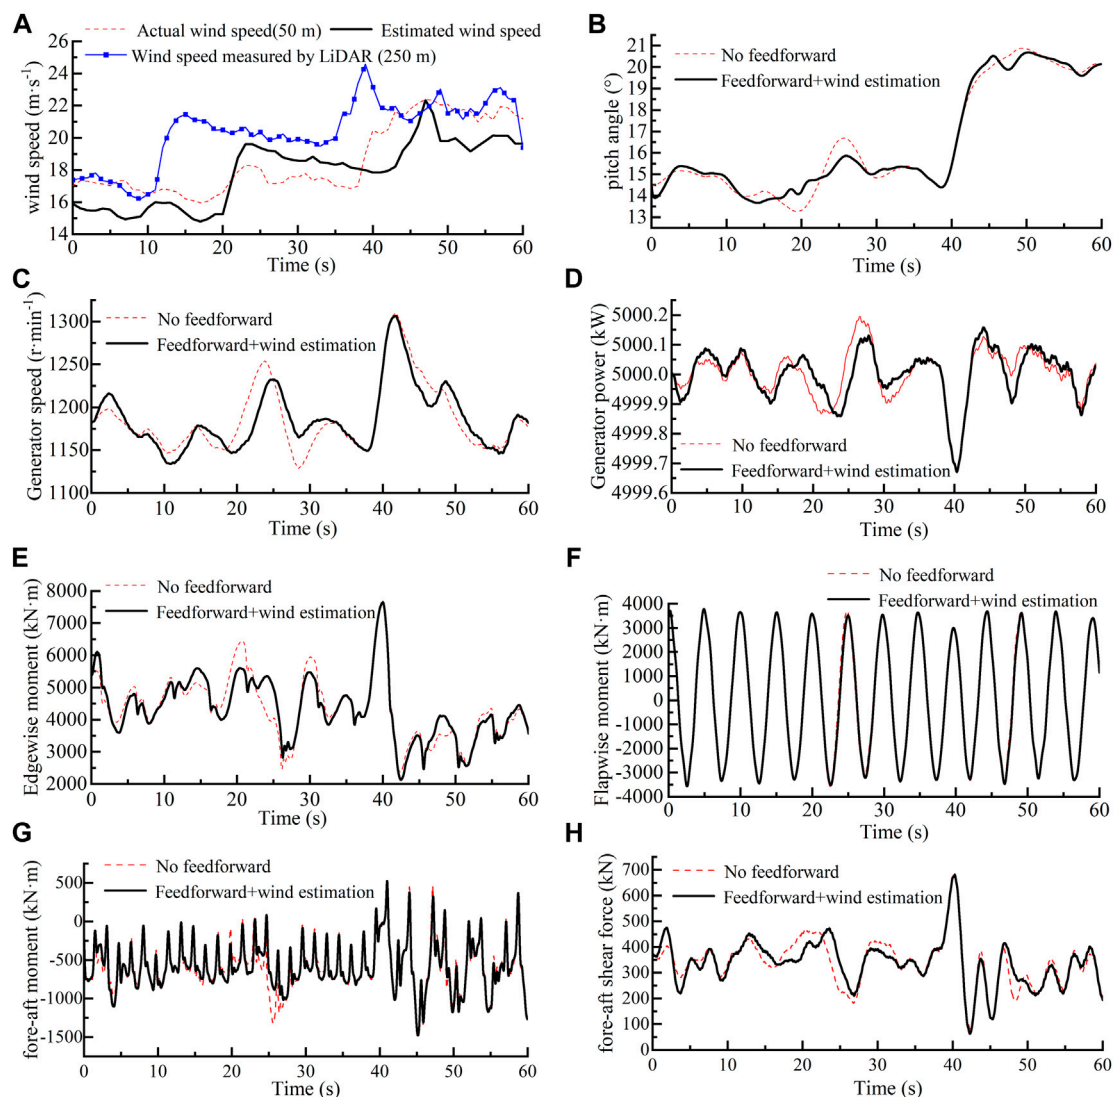 A
Actual wind speed(50 m)
Estimated wind speed
Wind speed measured by LiDAR (250 m)
wind speed (m·s⁻¹)
26
24
22
20
18
16
14
0 10 20 30 40 50 60
Time (s)
B
No feedforward
Feedforward+wind estimation
pitch angle (°)
21
20
19
18
17
16
15
14
13
0 10 20 30 40 50 60
Time (s)
C
No feedforward
Feedforward+wind estimation
Generator speed (r·min⁻¹)
1300
1250
1200
1150
1100
0 10 20 30 40 50 60
Time (s)
D
No feedforward
Feedforward+wind estimation
Generator power (kW)
5000.2
5000.1
5000.0
4999.9
4999.8
4999.7
4999.6
0 10 20 30 40 50 60
Time (s)
E
No feedforward
Feedforward+wind estimation
Edgewise moment (kN·m)
8000
7000
6000
5000
4000
3000
2000
0 10 20 30 40 50 60
Time (s)
F
No feedforward
Feedforward+wind estimation
Flapwise moment (kN·m)
4000
3000
2000
1000
0
-1000
-2000
-3000
-4000
0 10 20 30 40 50 60
Time (s)
G
No feedforward
Feedforward+wind estimation
fore-aft moment (kN·m)
500
0
-500
-1000
-1500
0 10 20 30 40 50 60
Time (s)
H
No feedforward
Feedforward+wind estimation
fore-aft shear force (kN)
700
600
500
400
300
200
100
0
0 10 20 30 40 50 60
Time (s)